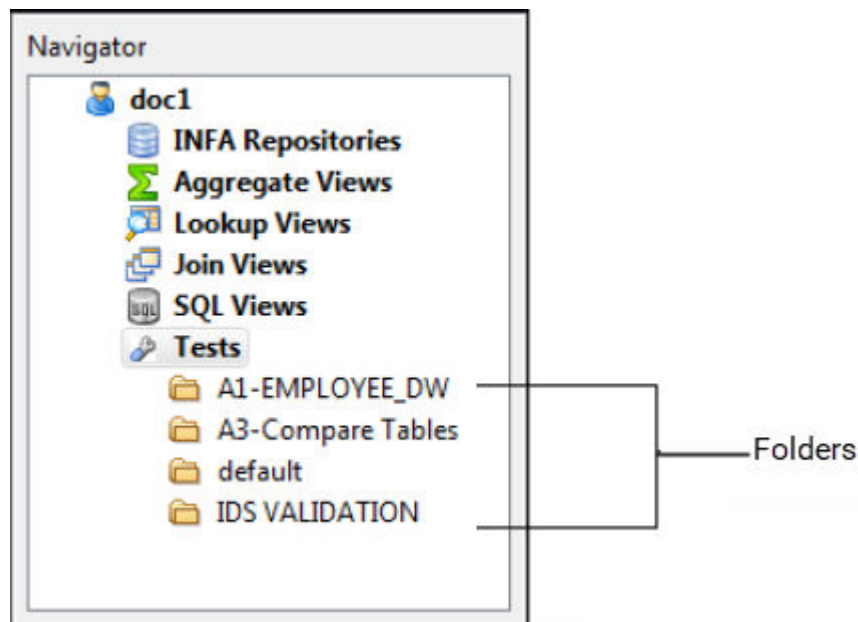 Navigator
doc1
INFA Repositories
Aggregate Views
Lookup Views
Join Views
SQL
SQL Views
Tests
A1-EMPLOYEE_DW
A3-Compare Tables
default
IDS VALIDATION
Folders